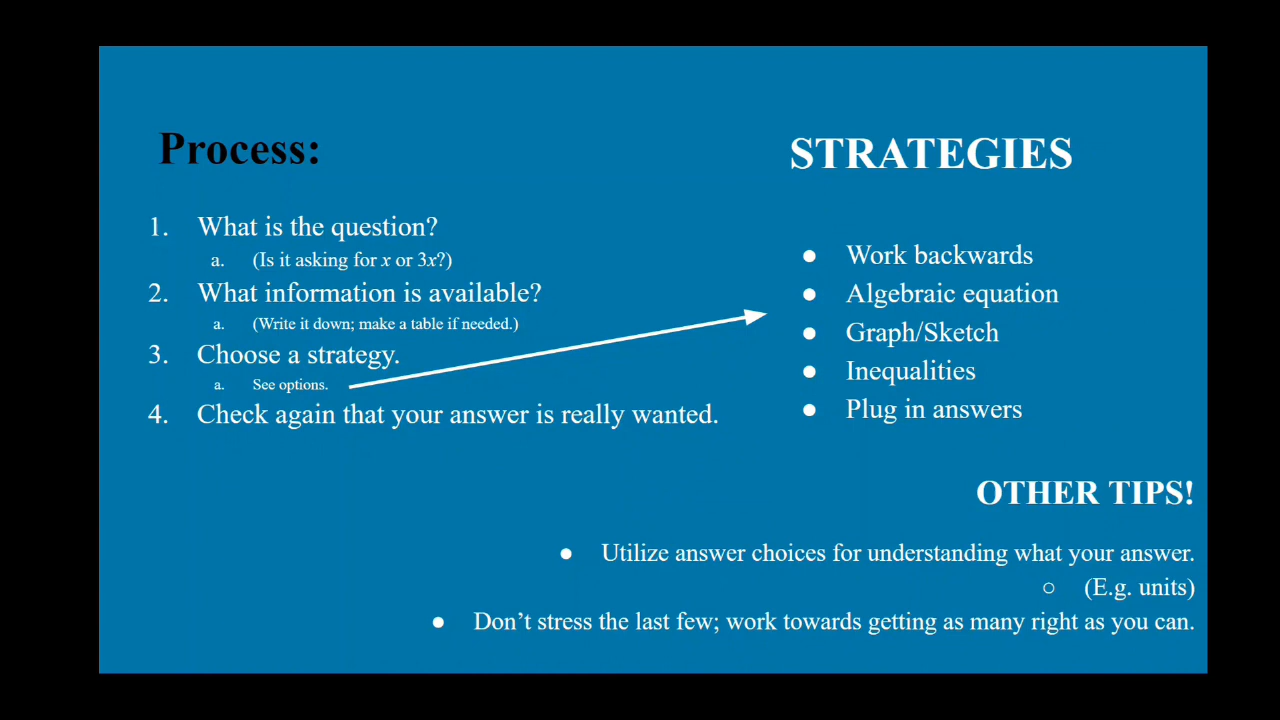 Process:
1. What is the question?
a. (Is it asking for x or 3x?)
2. What information is available?
a. (Write it down; make a table if needed.)
3. Choose a strategy.
a. See options.
4. Check again that your answer is really wanted.
STRATEGIES
● Work backwards
● Algebraic equation
● Graph/Sketch
● Inequalities
● Plug in answers
OTHER TIPS!
● Utilize answer choices for understanding what your answer.
○ (E.g. units)
● Don’t stress the last few; work towards getting as many right as you can.